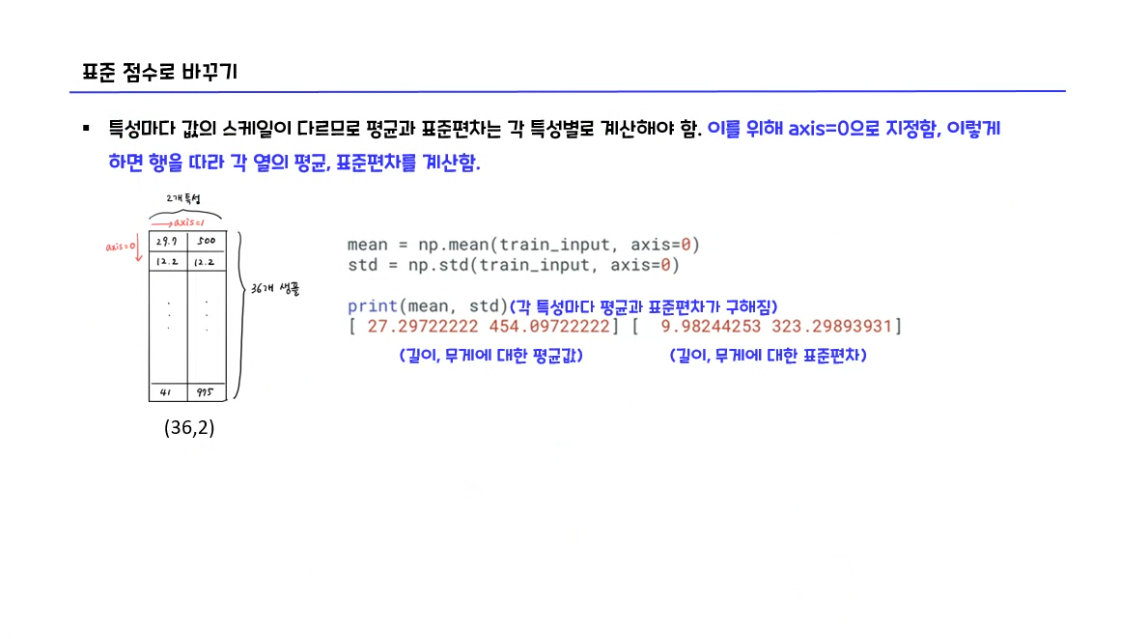 표준 점수로 바꾸기
▪ 특성마다 값의 스케일이 다르므로 평균과 표준편차는 각 특성별로 계산해야 함. 이를 위해 axis=0으로 지정함, 이렇게
하면 행을 따라 각 열의 평균, 표준편차를 계산함.
2개 특성
axis=1
axis=0
29.7 500
12.2 12.2
36개 샘플
41 975
(36,2)
mean = np.mean(train_input, axis=0)
std = np.std(train_input, axis=0)
print(mean, std)(각 특성마다 평균과 표준편차가 구해짐)
[ 27.29722222 454.09722222] [ 9.98244253 323.29893931]
(길이, 무게에 대한 평균값) (길이, 무게에 대한 표준편차)